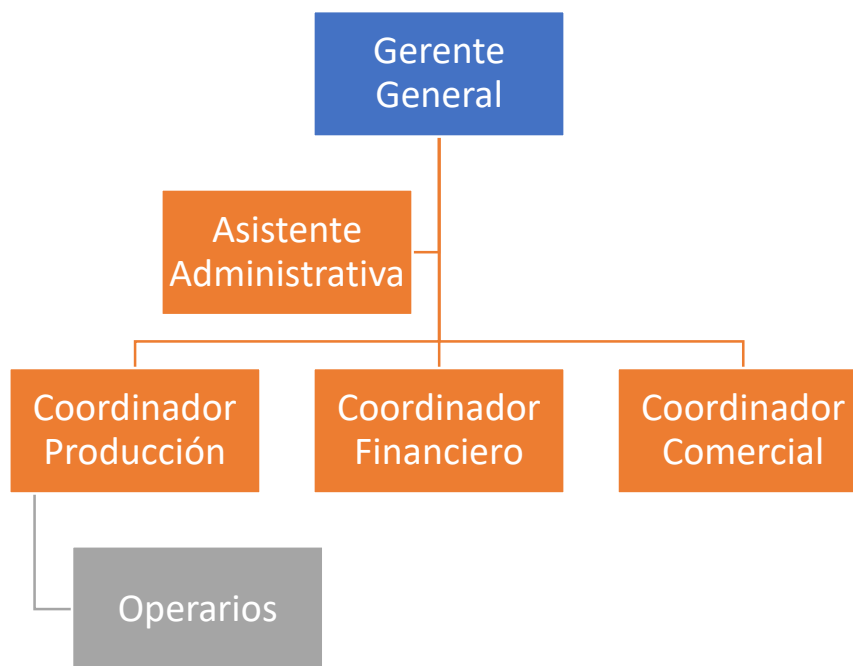 Gerente
General
Asistente
Administrativa
Coordinador
Producción
Coordinador
Financiero
Coordinador
Comercial
Operarios